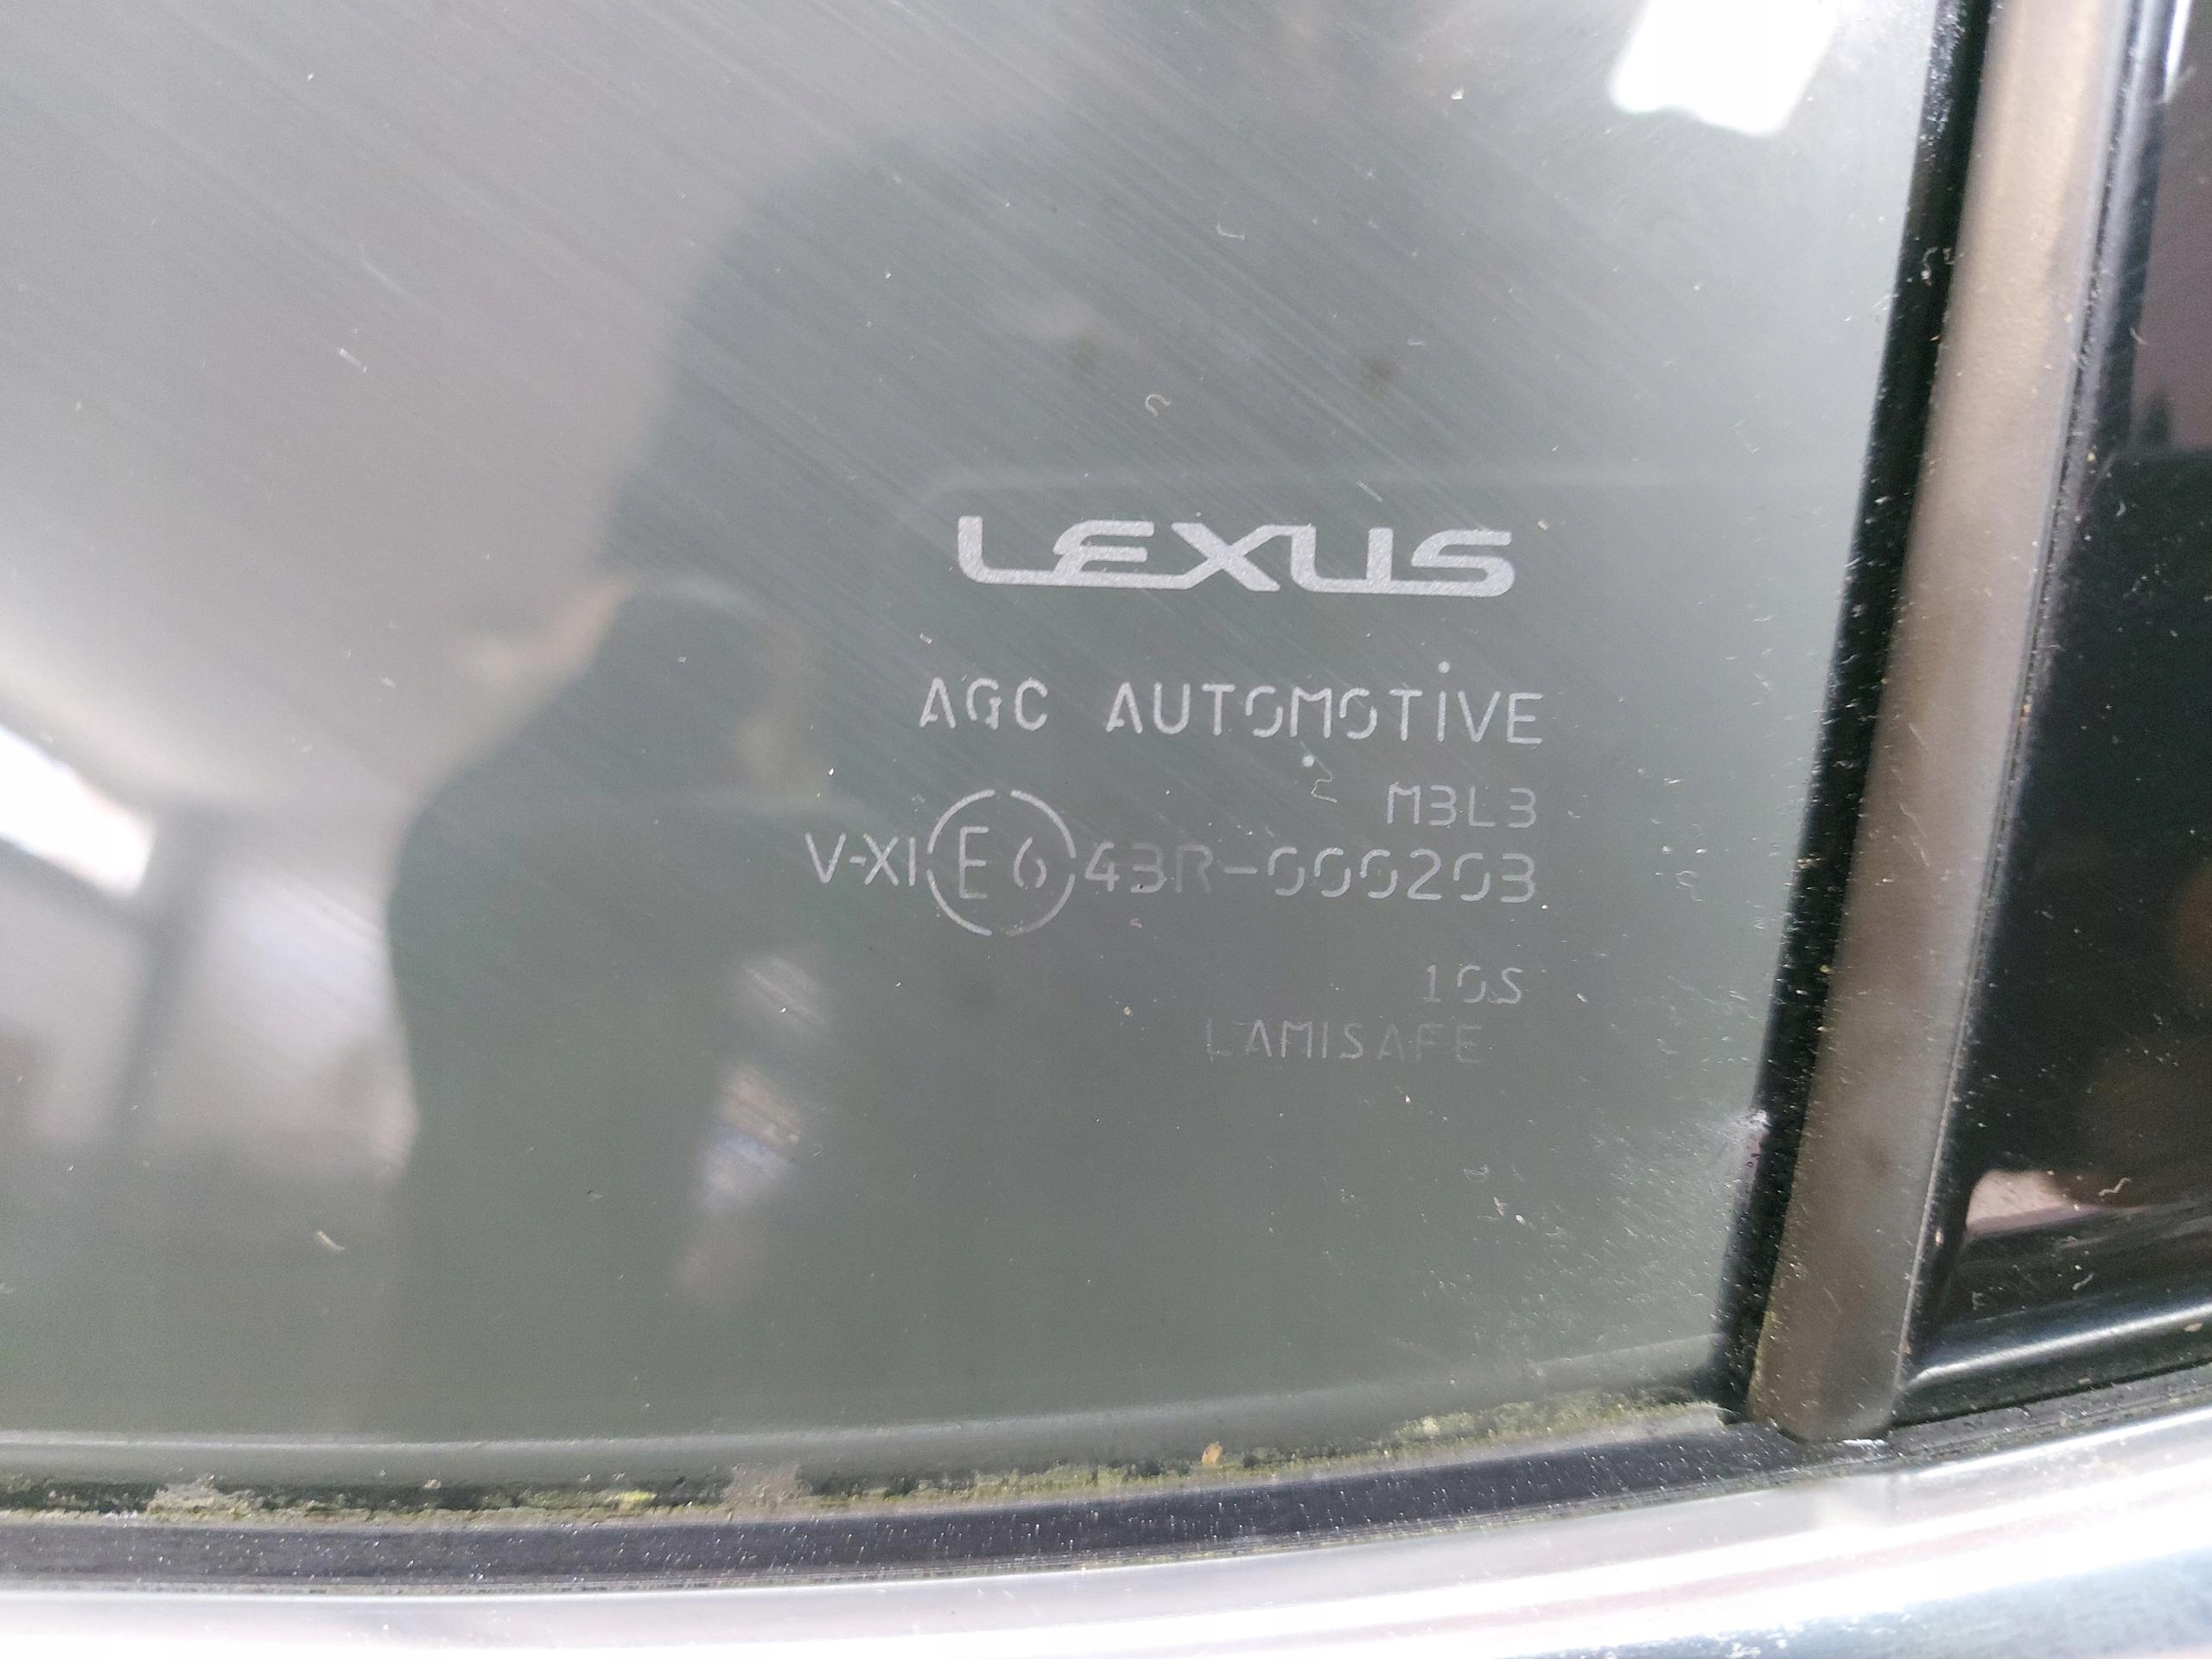 LEXUS
AGC AUTOMOTIVE
M3L3
V-XI E6 43R-000203
10S
LAMISAFE